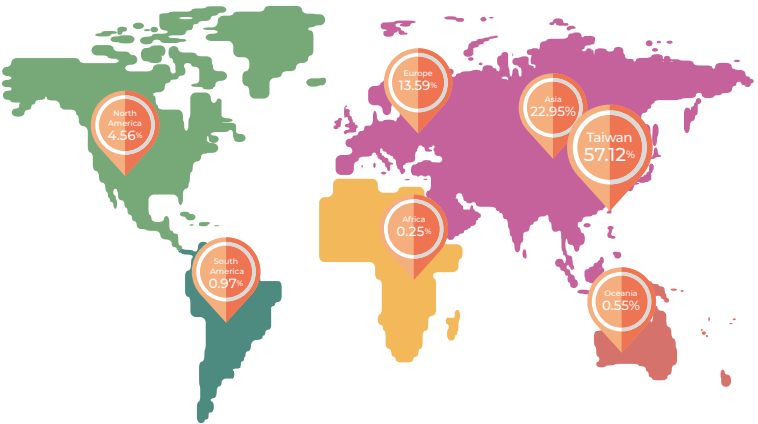 Europe
13.59%
Asia
22.95%
North
America
4.56%
Taiwan
57.12%
Africa
0.25%
South
America
0.97%
Oceania
0.55%